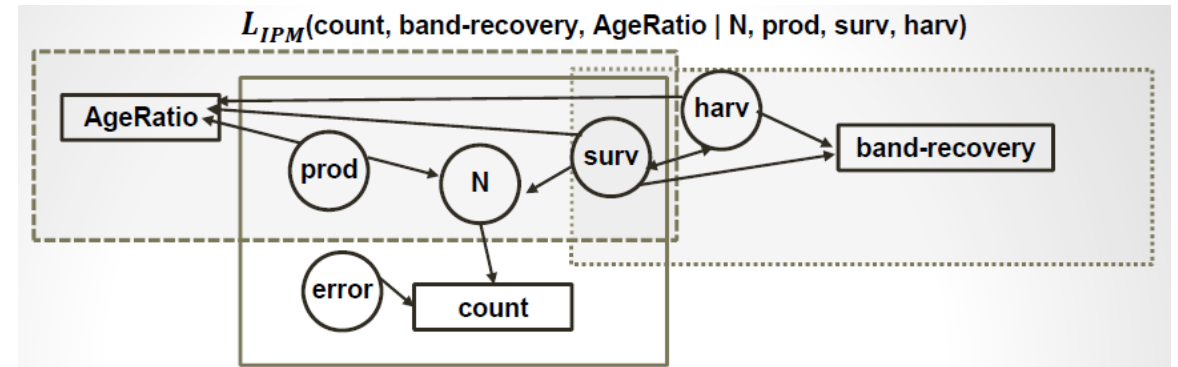 L_IPM(count, band-recovery, AgeRatio | N, prod, surv, harv)
AgeRatio
harv
band-recovery
surv
prod
N
error
count